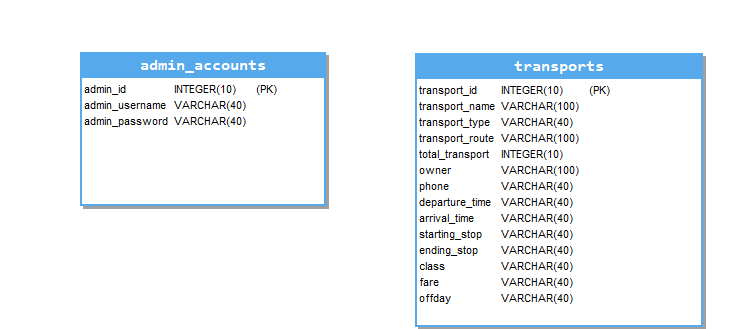 admin_accounts
admin_id INTEGER(10) (PK)
admin_username VARCHAR(40)
admin_password VARCHAR(40)
transports
transport_id INTEGER(10) (PK)
transport_name VARCHAR(100)
transport_type VARCHAR(40)
transport_route VARCHAR(100)
total_transport INTEGER(10)
owner VARCHAR(100)
phone VARCHAR(40)
departure_time VARCHAR(40)
arrival_time VARCHAR(40)
starting_stop VARCHAR(40)
ending_stop VARCHAR(40)
class VARCHAR(40)
fare VARCHAR(40)
offday VARCHAR(40)